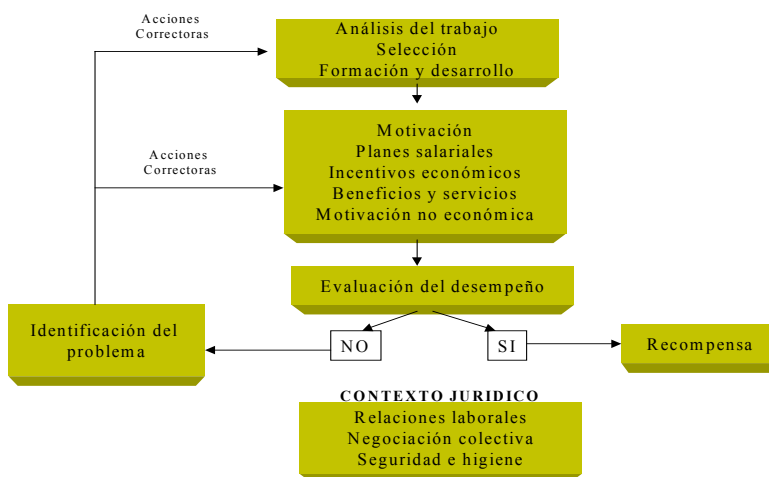 Acciones
Correctoras
Análisis del trabajo
Selección
Formación y desarrollo
Acciones
Correctoras
Motivación
Planes salariales
Incentivos económicos
Beneficios y servicios
Motivación no económica
Evaluación del desempeño
Identificación del
problema
NO
SI
Recompensa
CONTEXTO JURIDICO
Relaciones laborales
Negociación colectiva
Seguridad e higiene